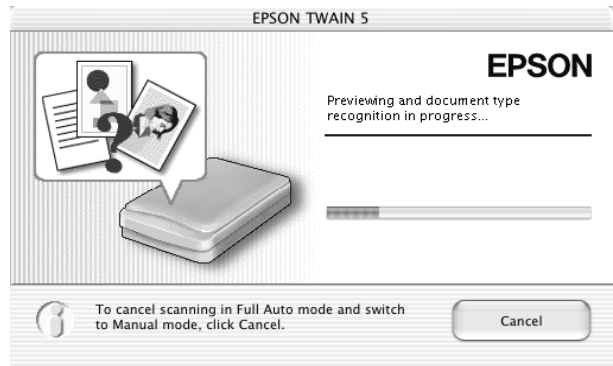 EPSON TWAIN 5
EPSON
Previewing and document type
recognition in progress...
To cancel scanning in Full Auto mode and switch
to Manual mode, click Cancel.
Cancel